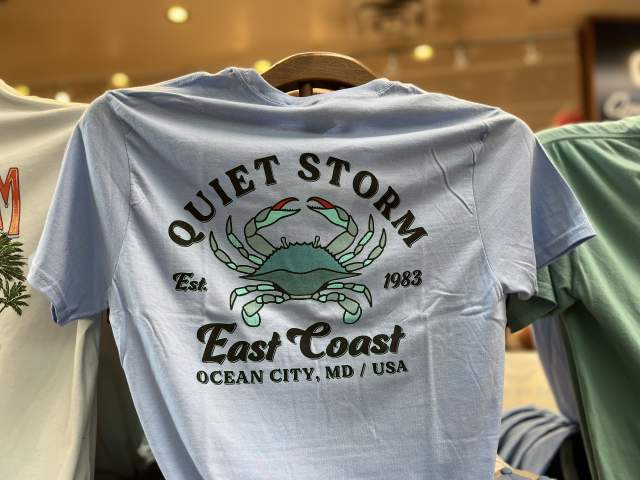 QUIET STORM
Est. 1983
East Coast
OCEAN CITY, MD / USA
M